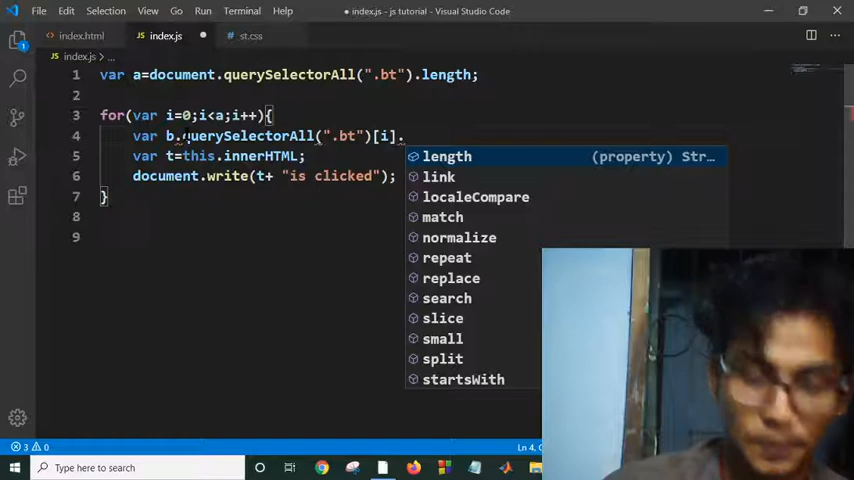 File Edit Selection View Go Run Terminal Help
● index.js - js tutorial - Visual Studio Code
index.html
JS index.js ●
st.css
JS index.js > ...
1 var a=document.querySelectorAll(".bt").length;
2
3 for(var i=0;i<a;i++){
4 var b.querySelectorAll(".bt")[i].
5 var t=this.innerHTML;
6 document.write(t+ "is clicked");
7 }
8
9
length (property) Str...
link
localeCompare
match
normalize
repeat
replace
search
slice
small
split
startsWith
1
3 0
Ln 4,
Type here to search